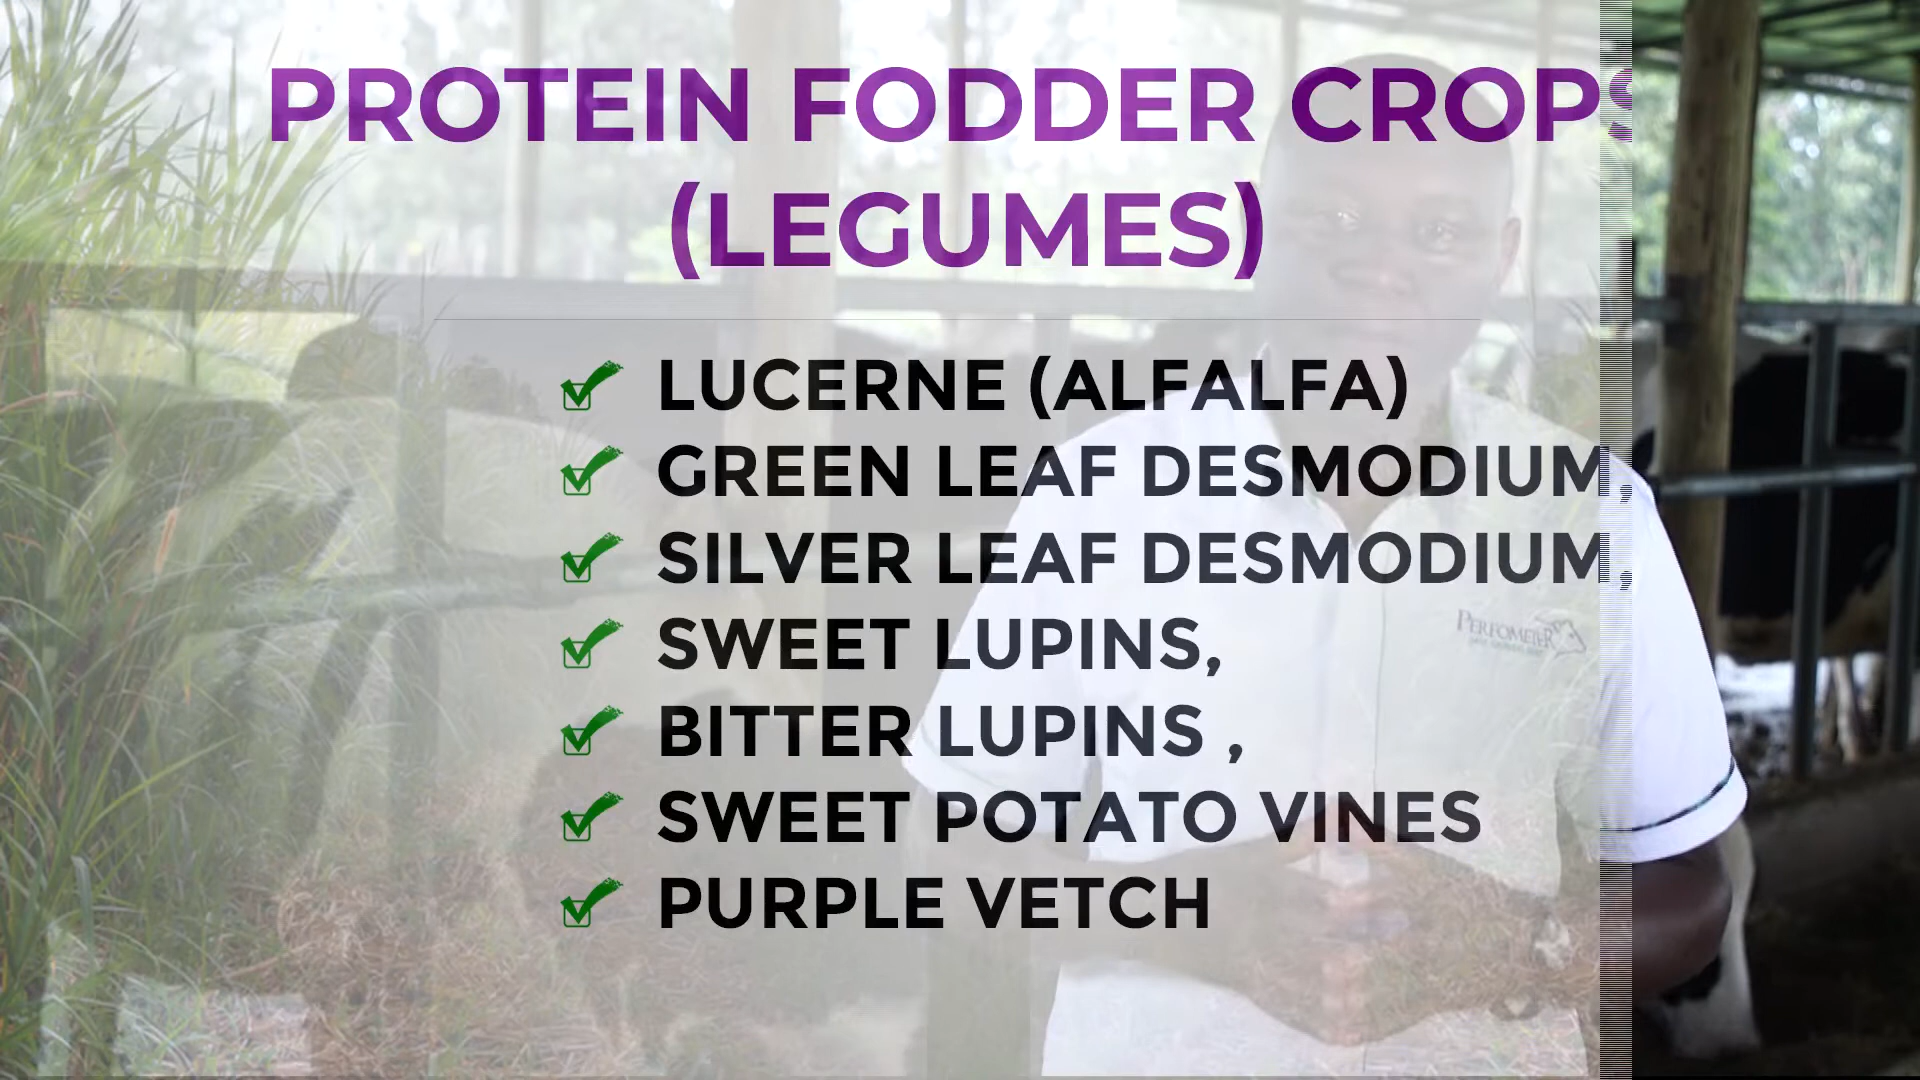 PROTEIN FODDER CROPS
(LEGUMES)
LUCERNE (ALFALFA)
GREEN LEAF DESMODIUM,
SILVER LEAF DESMODIUM,
SWEET LUPINS,
BITTER LUPINS ,
SWEET POTATO VINES
PURPLE VETCH
PERFOMETER